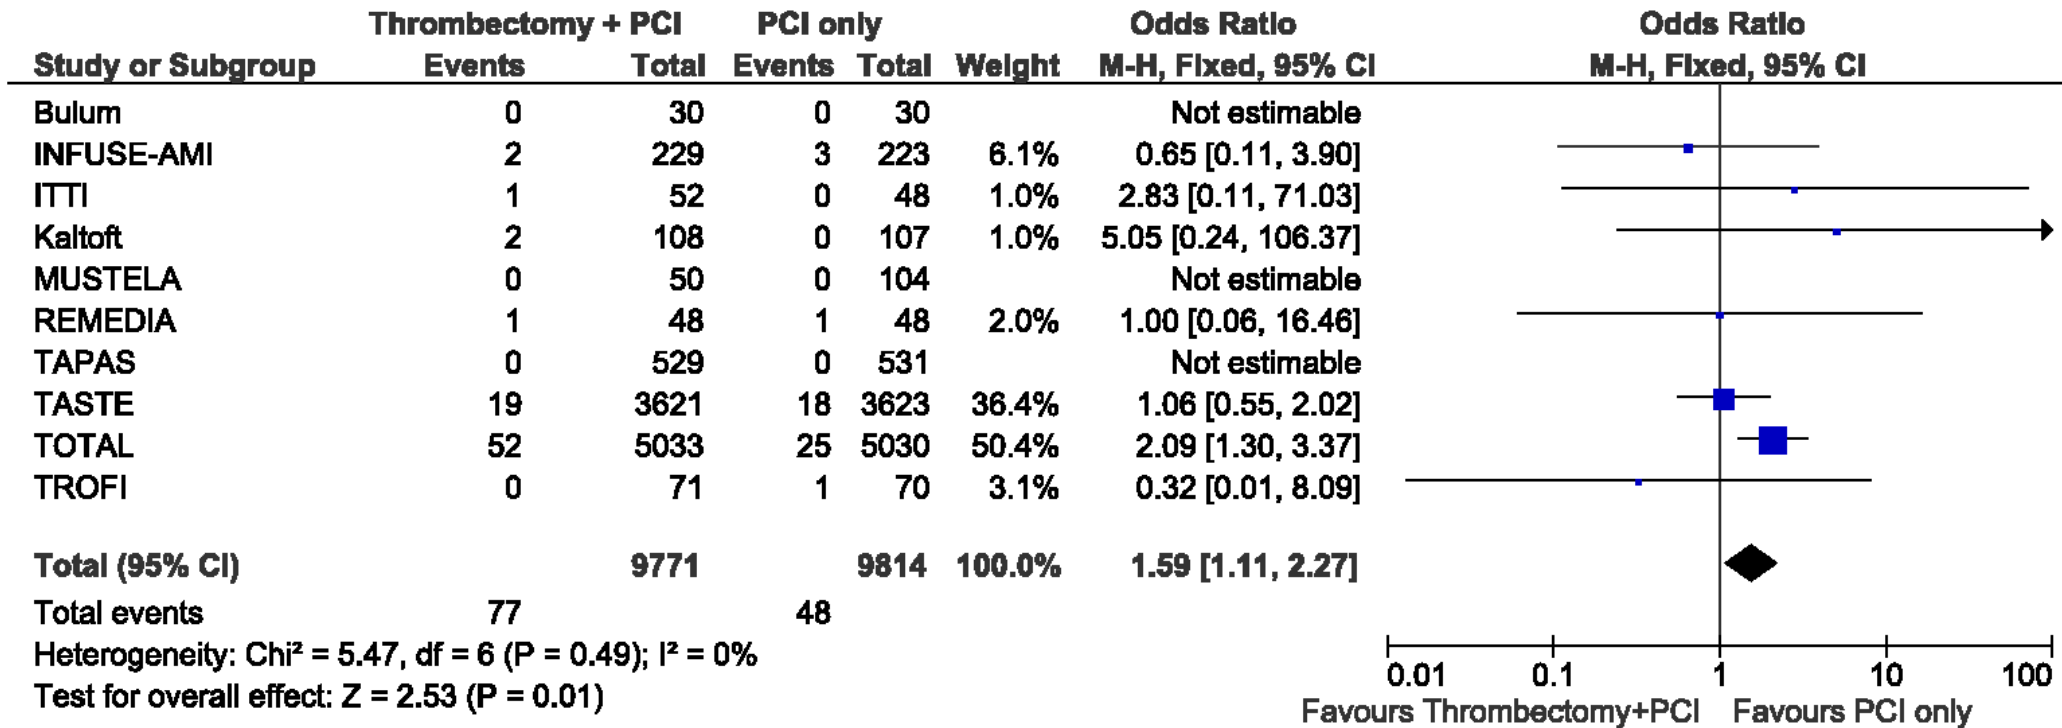 Thrombectomy + PCI PCI only Odds Ratio Odds Ratio
Study or Subgroup Events Total Events Total Weight M-H, Fixed, 95% CI M-H, Fixed, 95% CI
Bulum 0 30 0 30 Not estimable
INFUSE-AMI 2 229 3 223 6.1% 0.65 [0.11, 3.90]
ITTI 1 52 0 48 1.0% 2.83 [0.11, 71.03]
Kaltoft 2 108 0 107 1.0% 5.05 [0.24, 106.37]
MUSTELA 0 50 0 104 Not estimable
REMEDIA 1 48 1 48 2.0% 1.00 [0.06, 16.46]
TAPAS 0 529 0 531 Not estimable
TASTE 19 3621 18 3623 36.4% 1.06 [0.55, 2.02]
TOTAL 52 5033 25 5030 50.4% 2.09 [1.30, 3.37]
TROFI 0 71 1 70 3.1% 0.32 [0.01, 8.09]
Total (95% CI) 9771 9814 100.0% 1.59 [1.11, 2.27]
Total events 77 48
Heterogeneity: Chi² = 5.47, df = 6 (P = 0.49); I² = 0%
Test for overall effect: Z = 2.53 (P = 0.01)
0.01 0.1 1 10 100
Favours Thrombectomy+PCI Favours PCI only